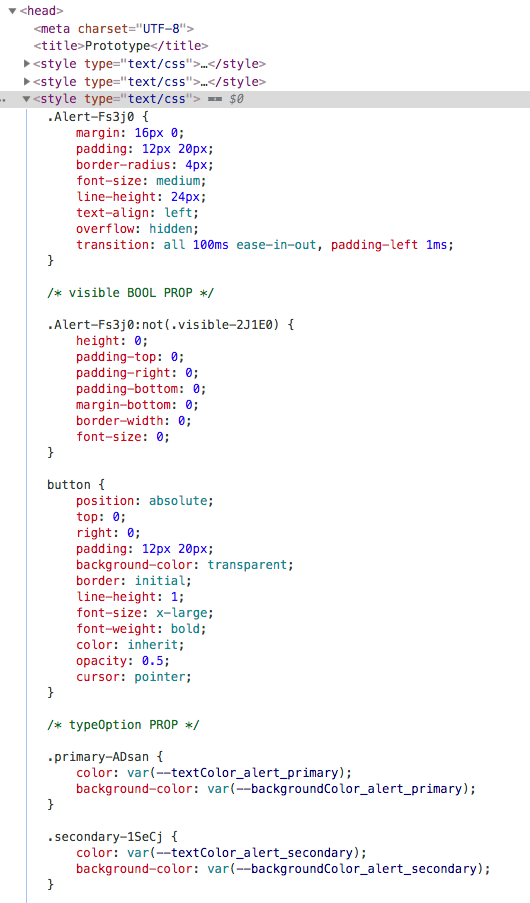 ▼<head>
<meta charset="UTF-8">
<title>Prototype</title>
▶<style type="text/css">…</style>
▶<style type="text/css">…</style>
… ▼<style type="text/css"> == $0
.Alert-Fs3j0 {
margin: 16px 0;
padding: 12px 20px;
border-radius: 4px;
font-size: medium;
line-height: 24px;
text-align: left;
overflow: hidden;
transition: all 100ms ease-in-out, padding-left 1ms;
}
/* visible BOOL PROP */
.Alert-Fs3j0:not(.visible-2J1E0) {
height: 0;
padding-top: 0;
padding-right: 0;
padding-bottom: 0;
margin-bottom: 0;
border-width: 0;
font-size: 0;
}
button {
position: absolute;
top: 0;
right: 0;
padding: 12px 20px;
background-color: transparent;
border: initial;
line-height: 1;
font-size: x-large;
font-weight: bold;
color: inherit;
opacity: 0.5;
cursor: pointer;
}
/* typeOption PROP */
.primary-ADsan {
color: var(--textColor_alert_primary);
background-color: var(--backgroundColor_alert_primary);
}
.secondary-1SeCj {
color: var(--textColor_alert_secondary);
background-color: var(--backgroundColor_alert_secondary);
}